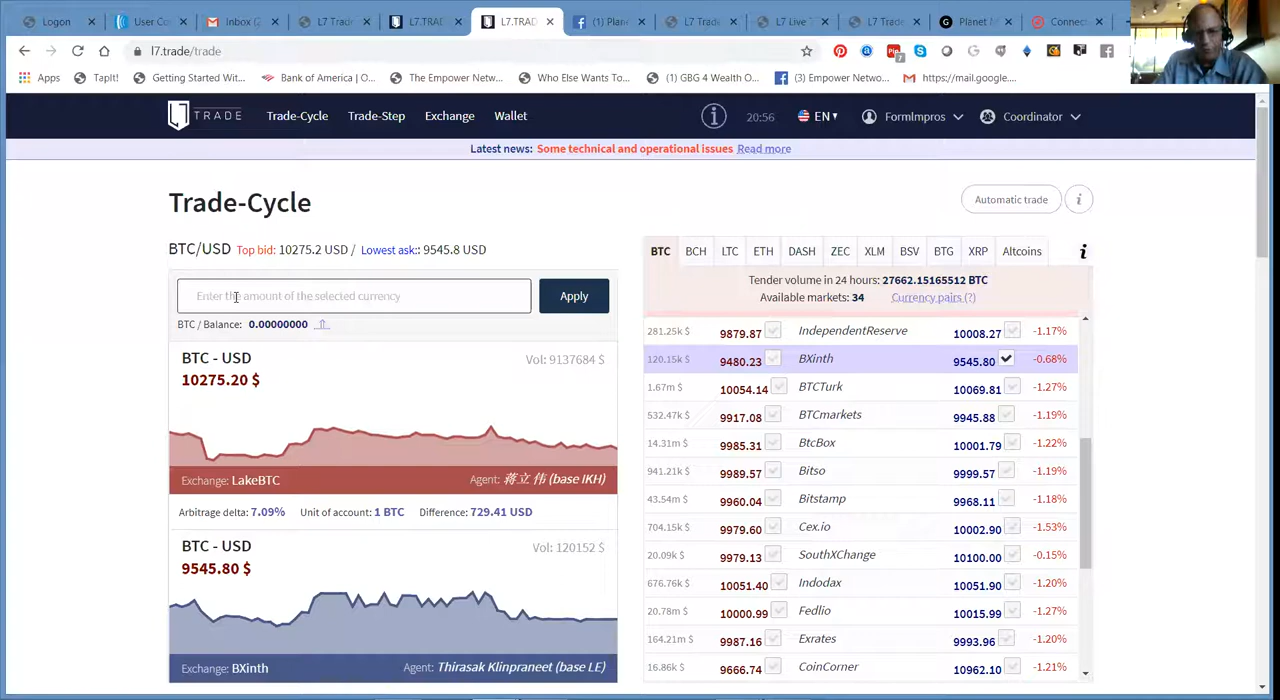 Logon
User Ce
Inbox (2
L7 Trade
L7.TRAD
L7.TRAD
(1) Plane
L7 Trade
L7 Live T
L7 Trade
Planet M
Connect
l7.trade/trade
Apps
TapIt!
Getting Started Wit...
Bank of America | O...
The Empower Netw...
Who Else Wants To...
(1) GBG 4 Wealth O...
(3) Empower Netwo...
https://mail.google....
TRADE
Trade-Cycle
Trade-Step
Exchange
Wallet
20:56
EN
FormImpros
Coordinator
Latest news: Some technical and operational issues Read more
Trade-Cycle
Automatic trade
i
BTC/USD Top bid: 10275.2 USD / Lowest ask:: 9545.8 USD
Enter the amount of the selected currency
Apply
BTC / Balance: 0.00000000
BTC - USD
Vol: 9137684 $
10275.20 $
Exchange: LakeBTC
Agent: 蒋立 伟 (base IKH)
Arbitrage delta: 7.09% Unit of account: 1 BTC Difference: 729.41 USD
BTC - USD
Vol: 120152 $
9545.80 $
Exchange: BXinth
Agent: Thirasak Klinpraneet (base LE)
BTC BCH LTC ETH DASH ZEC XLM BSV BTG XRP Altcoins i
Tender volume in 24 hours: 27662.15165512 BTC
Available markets: 34 Currency pairs (?)
281.25k $ 9879.87 IndependentReserve 10008.27 -1.17%
120.15k $ 9480.23 BXinth 9545.80 -0.68%
1.67m $ 10054.14 BTCTurk 10069.81 -1.27%
532.47k $ 9917.08 BTCmarkets 9945.88 -1.19%
14.31m $ 9985.31 BtcBox 10001.79 -1.22%
941.21k $ 9989.57 Bitso 9999.57 -1.19%
43.54m $ 9960.04 Bitstamp 9968.11 -1.18%
704.15k $ 9979.60 Cex.io 10002.90 -1.53%
20.09k $ 9979.13 SouthXChange 10100.00 -0.15%
676.76k $ 10051.40 Indodax 10051.90 -1.20%
20.78m $ 10000.99 Fedlio 10015.99 -1.27%
164.21m $ 9987.16 Exrates 9993.96 -1.20%
16.86k $ 9666.74 CoinCorner 10962.10 -1.21%